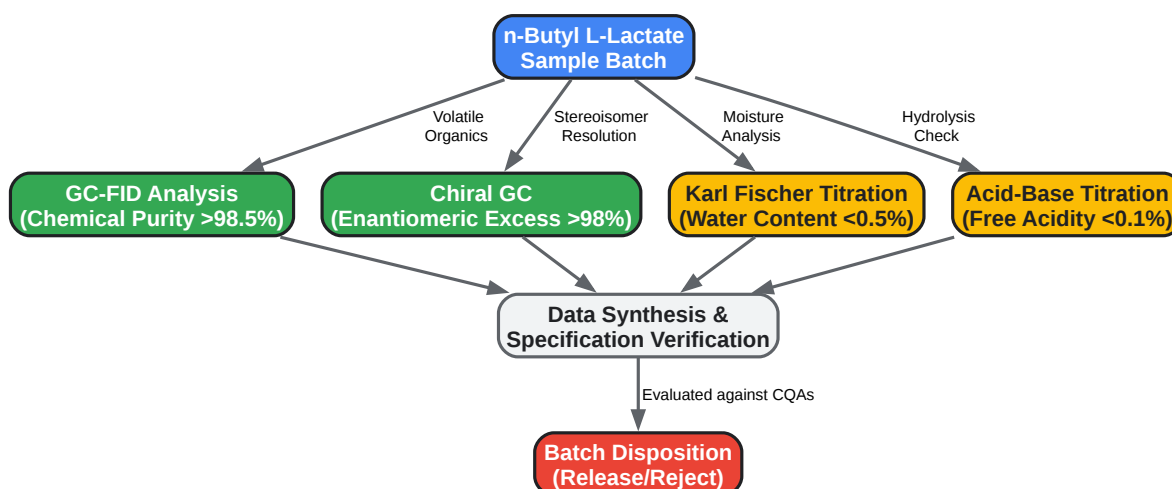 n-Butyl L-Lactate
Sample Batch
Volatile
Organics
Stereoisomer
Resolution
Moisture
Analysis
Hydrolysis
Check
GC-FID Analysis
(Chemical Purity >98.5%)
Chiral GC
(Enantiomeric Excess >98%)
Karl Fischer Titration
(Water Content <0.5%)
Acid-Base Titration
(Free Acidity <0.1%)
Data Synthesis &
Specification Verification
Evaluated against CQAs
Batch Disposition
(Release/Reject)